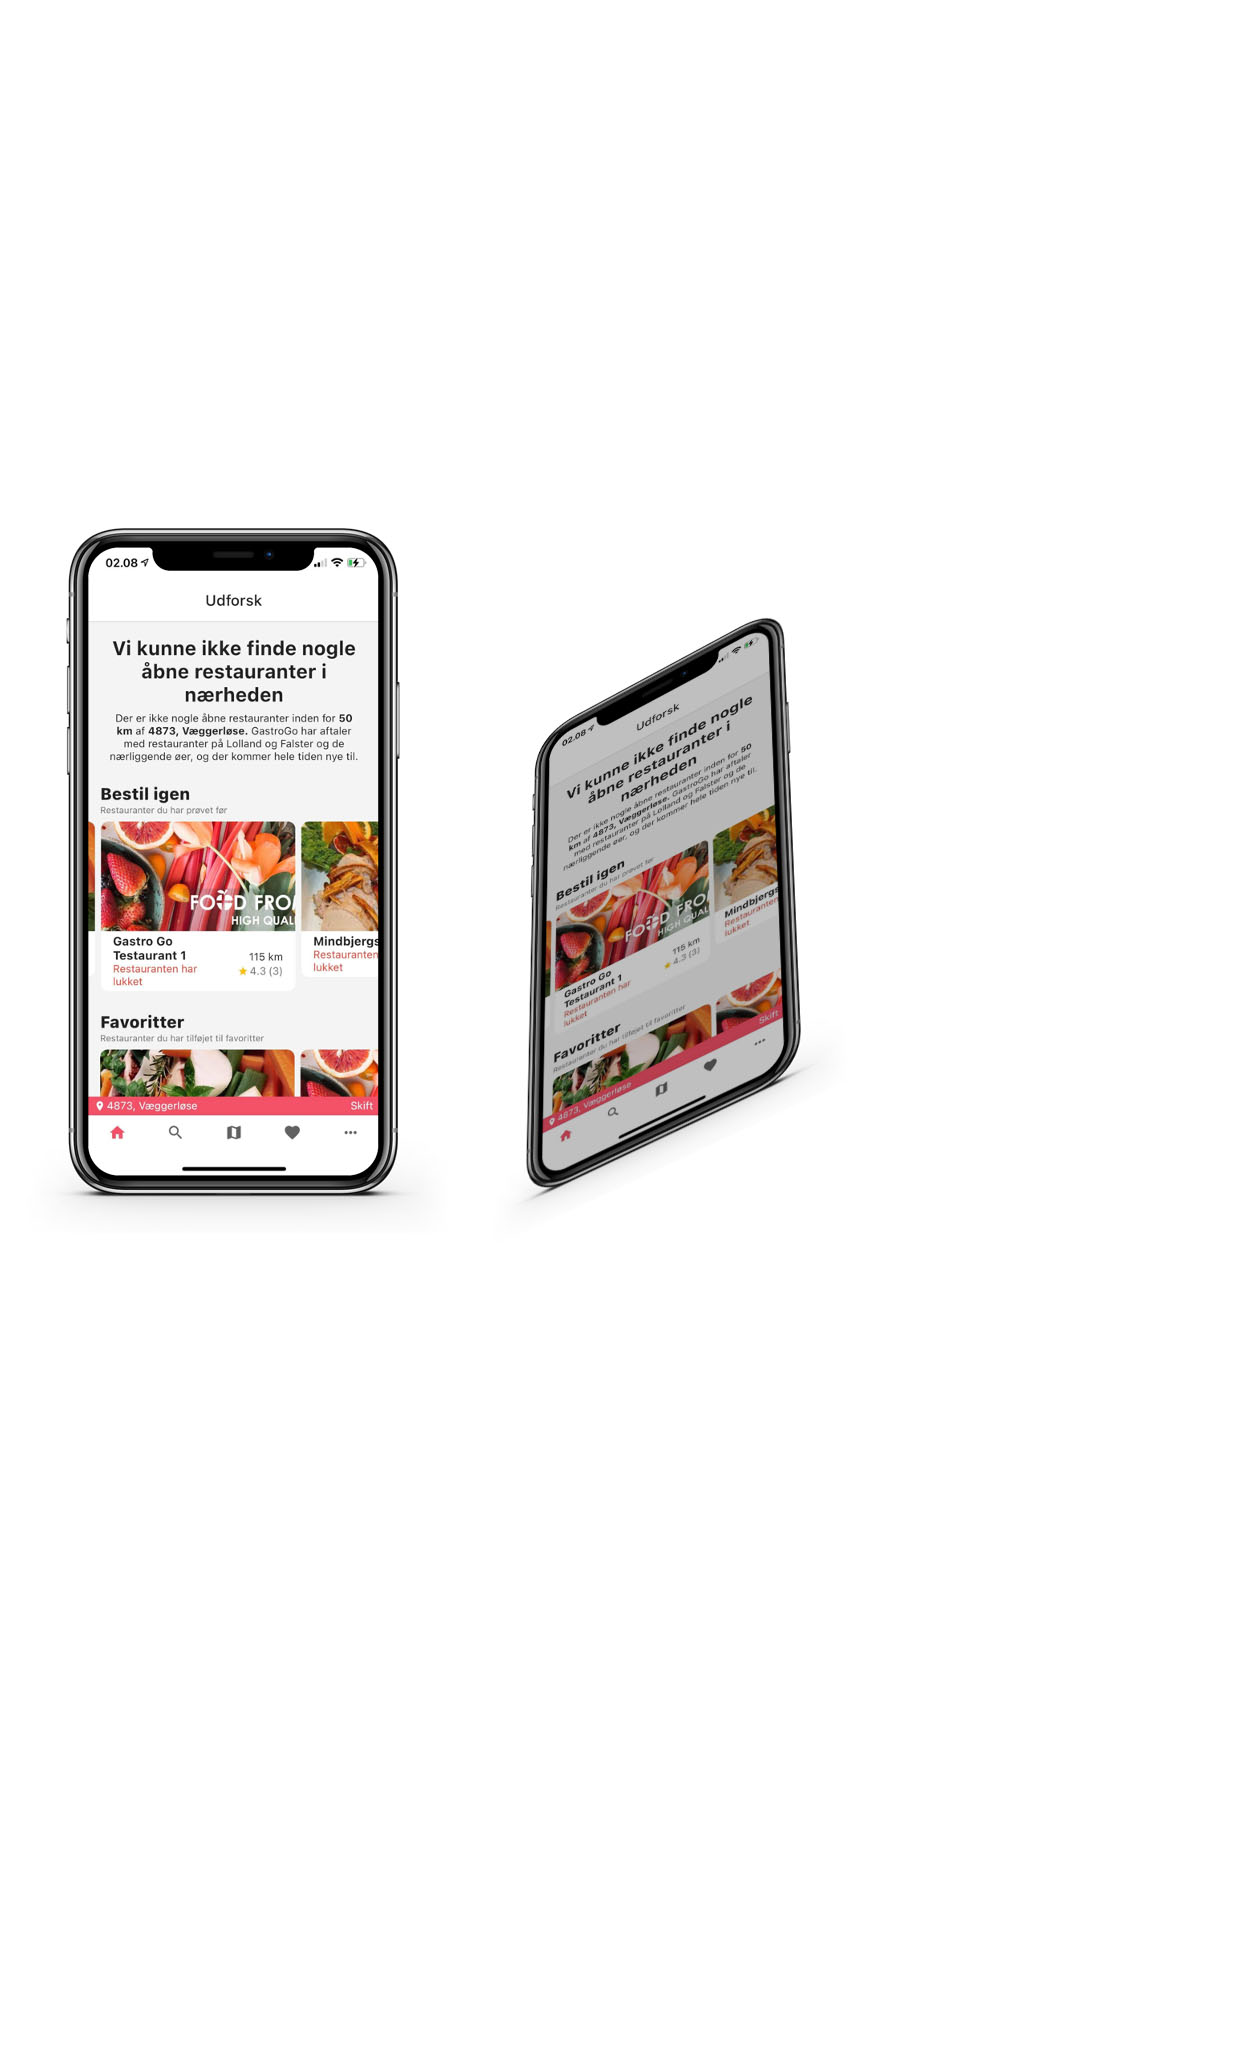 02.08
Udforsk
Vi kunne ikke finde nogle
åbne restauranter i
nærheden
Der er ikke nogle åbne restauranter inden for 50
km af 4873, Væggerløse. GastroGo har aftaler
med restauranter på Lolland og Falster og de
nærliggende øer, og der kommer hele tiden nye til.
Bestil igen
Restauranter du har prøvet før
FOOD FRO
HIGH QUAL
Gastro Go
Testaurant 1
115 km
Restauranten har
lukket
4.3 (3)
Mindbjergs
Restauranten
lukket
Favoritter
Restauranter du har tilføjet til favoritter
4873, Væggerløse
Skift
02.08
Udforsk
Vi kunne ikke finde nogle
åbne restauranter i
nærheden
Der er ikke nogle åbne restauranter inden for 50
km af 4873, Væggerløse. GastroGo har aftaler
med restauranter på Lolland og Falster og de
nærliggende øer, og der kommer hele tiden nye til.
Bestil igen
Restauranter du har prøvet før
FOOD FRO
HIGH QUAL
Gastro Go
Testaurant 1
115 km
Restauranten har
lukket
4.3 (3)
Mindbjergs
Restauranten
lukket
Favoritter
Restauranter du har tilføjet til favoritter
4873, Væggerløse
Skift